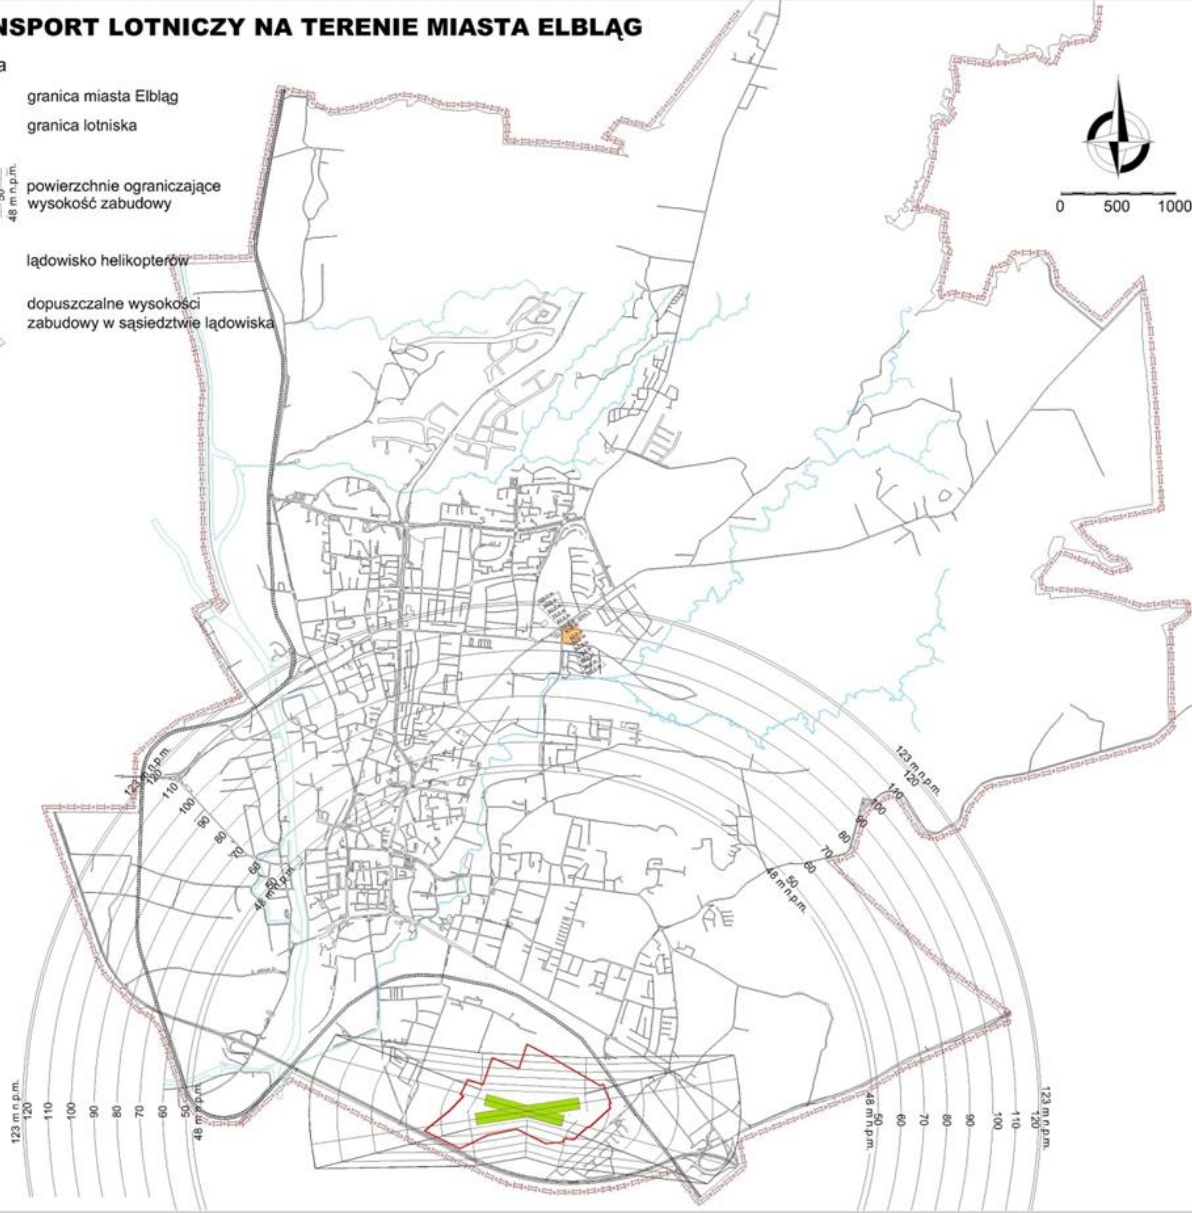 NSPORT LOTNICZY NA TERENIE MIASTA ELBLĄG
a
granica miasta Elbląg
granica lotniska
50
48 m n.p.m.
powierzchnie ograniczające
wysokość zabudowy
lądowisko helikopterów
dopuszczalne wysokości
zabudowy w sąsiedztwie lądowiska
0 500 1000
123 m n.p.m.
120
110
100
90
80
70
60
50
48 m n.p.m.
123 m n.p.m.
120
110
100
90
80
70
60
50
48 m n.p.m.
123 m n.p.m.
120
110
100
90
80
70
60
50
48 m n.p.m.
48 m n.p.m.
50
60
70
80
90
100
110
120
123 m n.p.m.